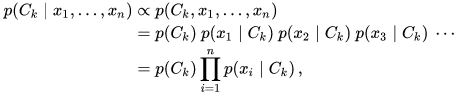 p(C_k | x_1, …, x_n) ∝ p(C_k, x_1, …, x_n)
= p(C_k) p(x_1 | C_k) p(x_2 | C_k) p(x_3 | C_k) ⋯
= p(C_k) ∏_{i=1}^{n} p(x_i | C_k) ,